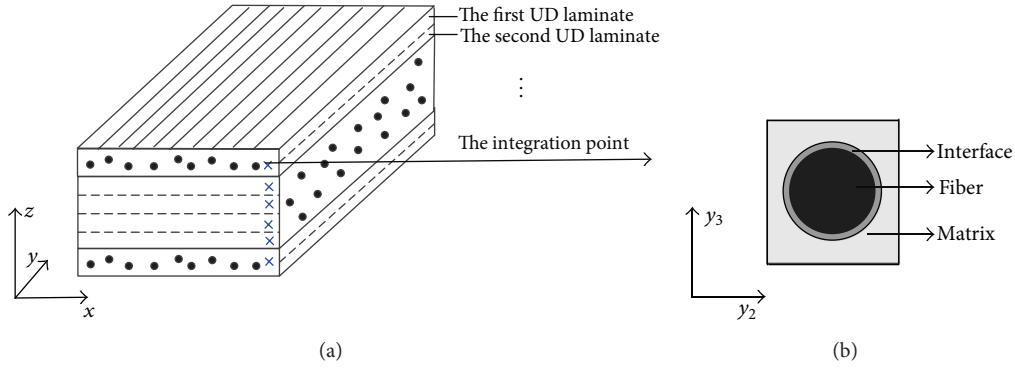 The first UD laminate
The second UD laminate
⋮
The integration point
z
y
x
(a)
Interface
Fiber
Matrix
y3
y2
(b)